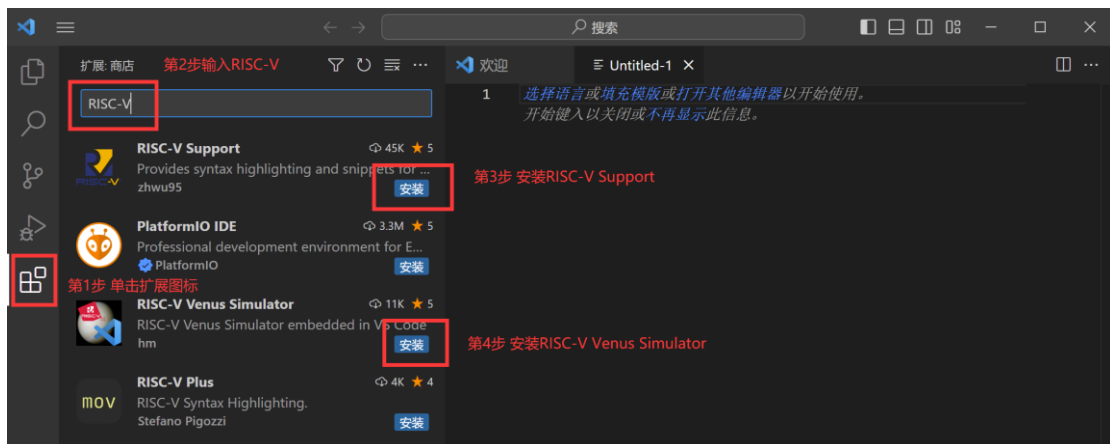 搜索
扩展: 商店
第2步输入RISC-V
RISC-V
欢迎
Untitled-1
1
选择语言或填充模版或打开其他编辑器以开始使用。
开始键入以关闭或不再显示此信息。
RISC-V Support
45K ★ 5
Provides syntax highlighting and snippets for ...
zhwu95
安装
RISC-V
第3步 安装RISC-V Support
PlatformIO IDE
3.3M ★ 5
Professional development environment for E...
PlatformIO
安装
第1步 单击扩展图标
RISC-V Venus Simulator
11K ★ 5
RISC-V Venus Simulator embedded in VS Code
hm
安装
第4步 安装RISC-V Venus Simulator
RISC-V Plus
4K ★ 4
mov
RISC-V Syntax Highlighting.
Stefano Pigozzi
安装